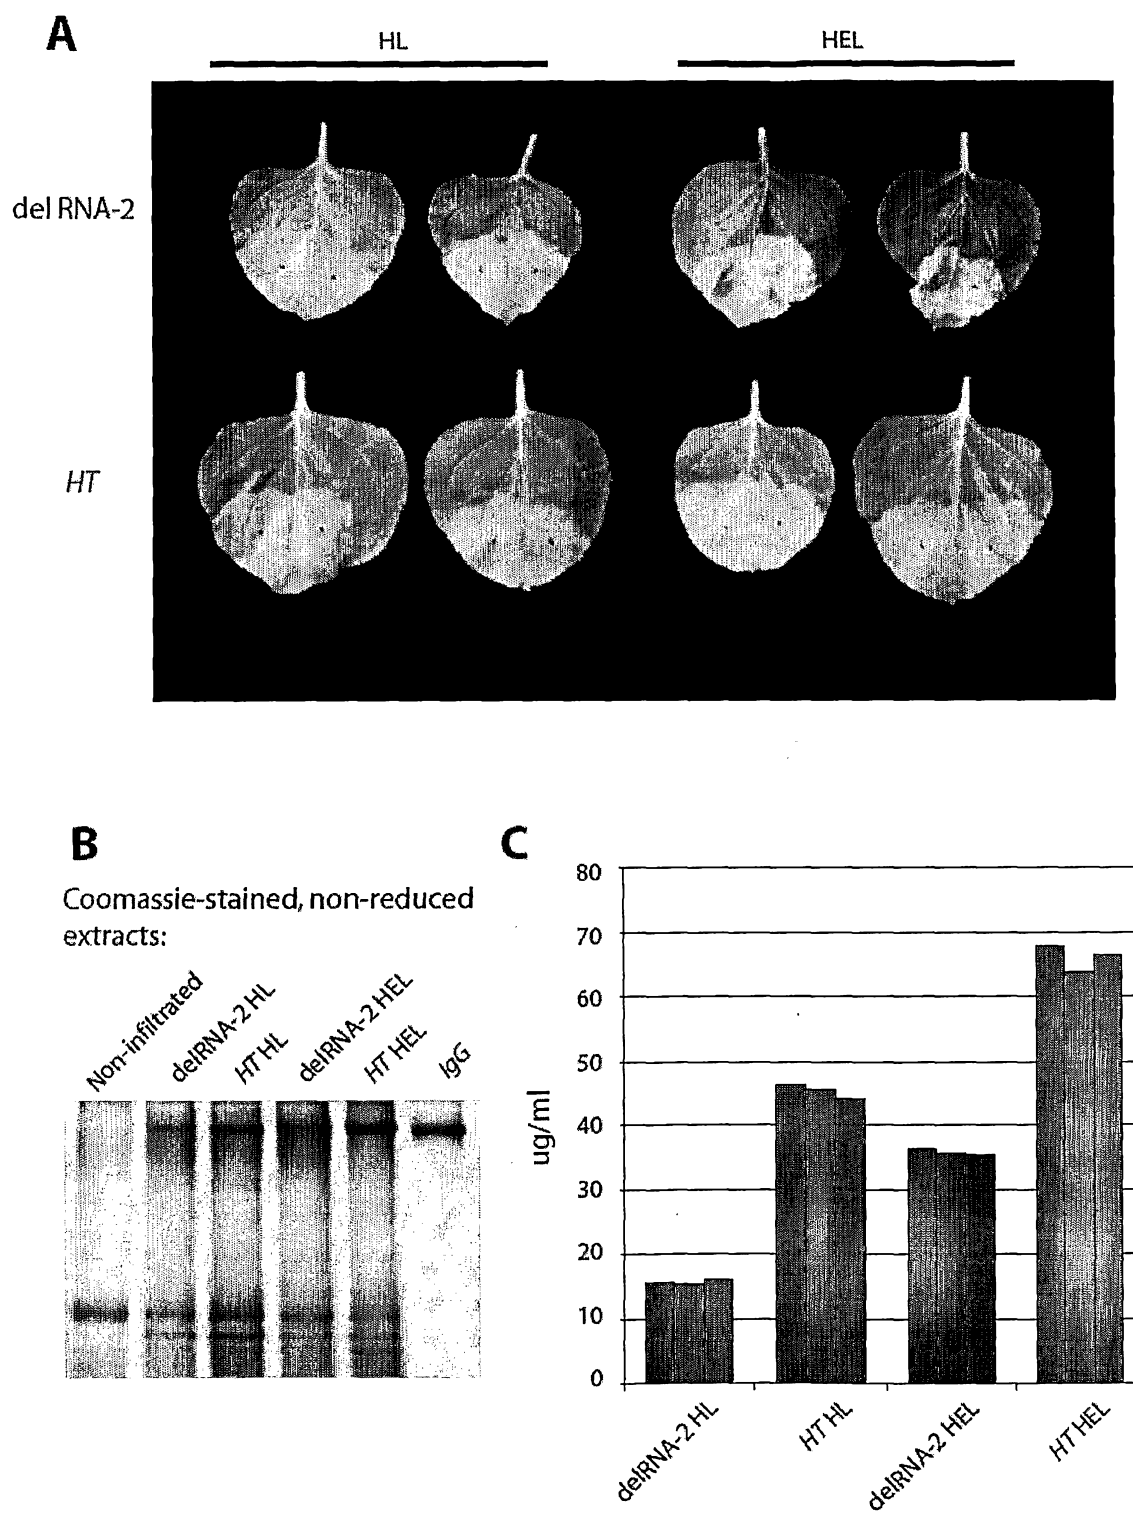 A
HL
HEL
del RNA-2
HT
B
Coomassie-stained, non-reduced
extracts:
Non-infiltrated
delRNA-2 HL
HT HL
delRNA-2 HEL
HT HEL
IgG
C
80
70
60
50
40
30
20
10
0
ug/ml
delRNA-2 HL
HT HL
delRNA-2 HEL
HT HEL